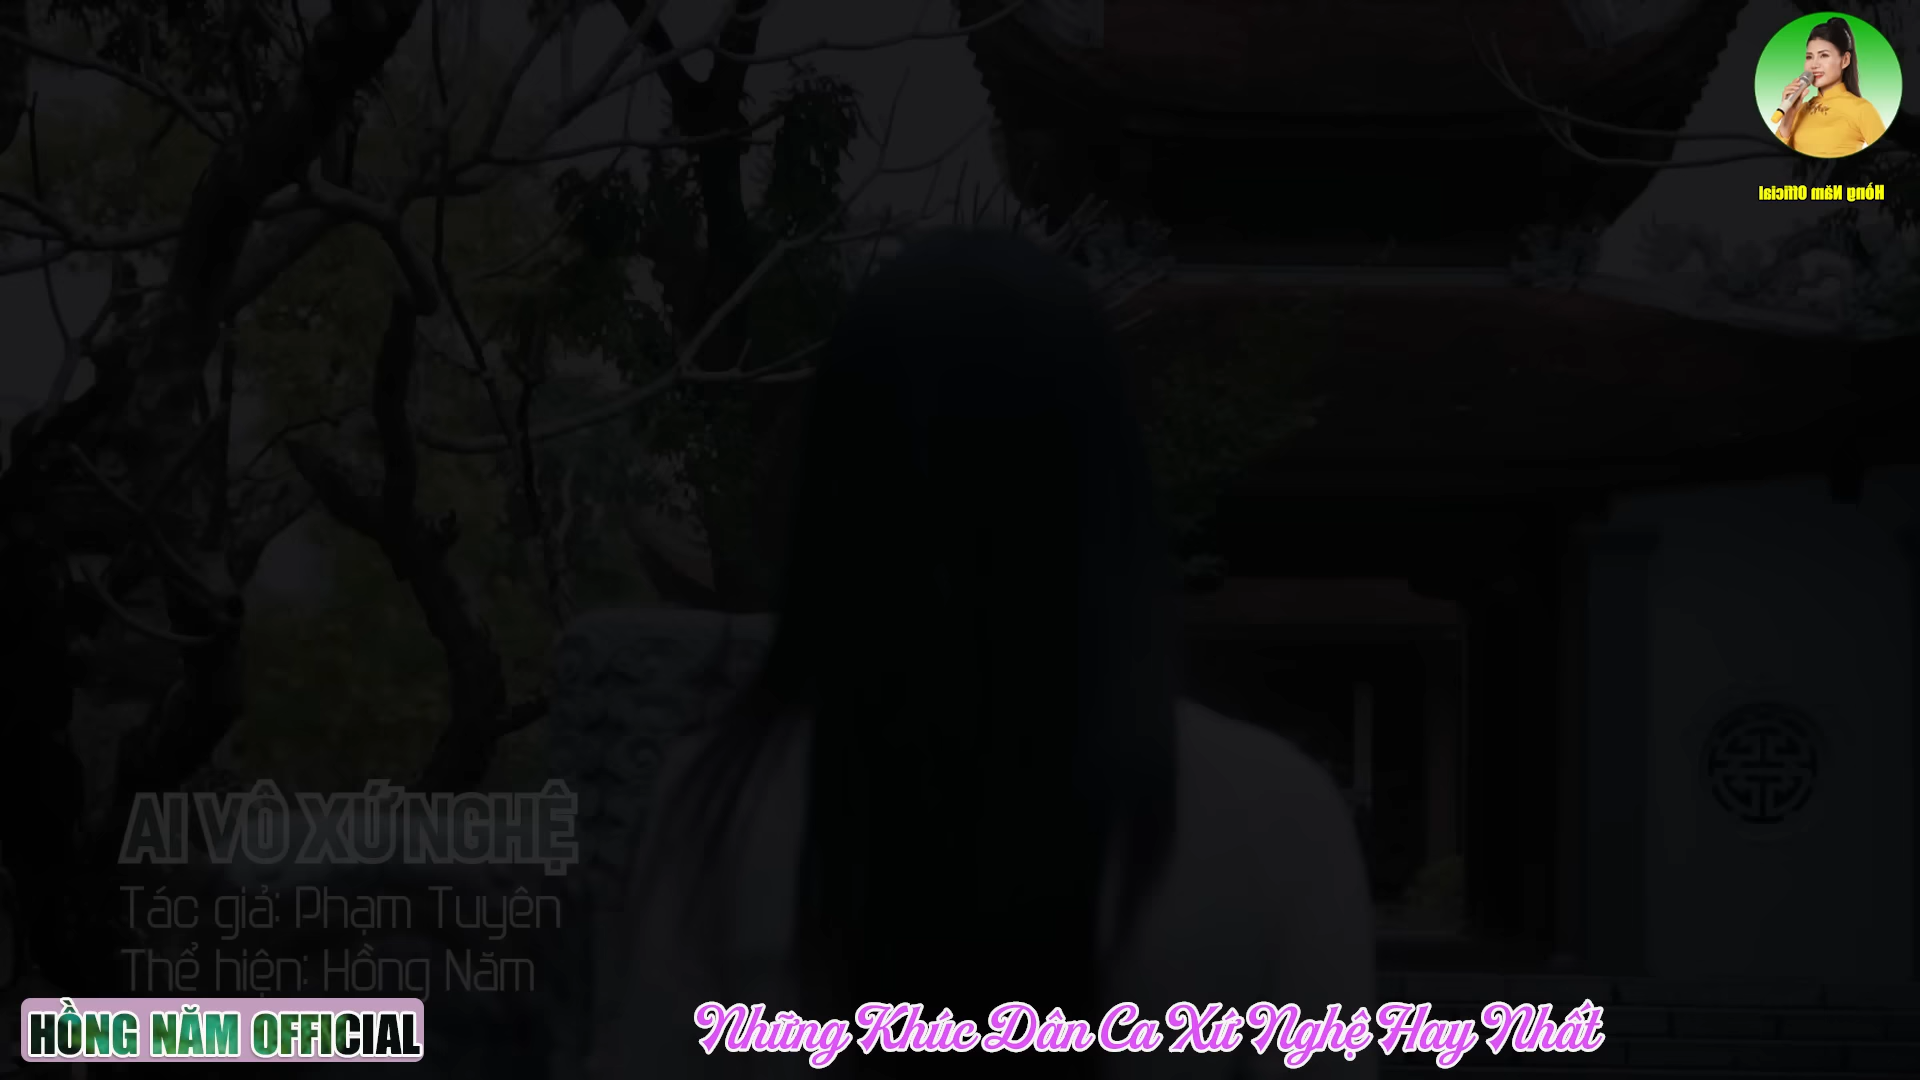 Hồng Năm Official
AI VÔ XỨ NGHỆ
Tác giả: Phạm Tuyên
Thể hiện: Hồng Năm
HỒNG NĂM OFFICIAL
Những Khúc Dân Ca Xứ Nghệ Hay Nhất